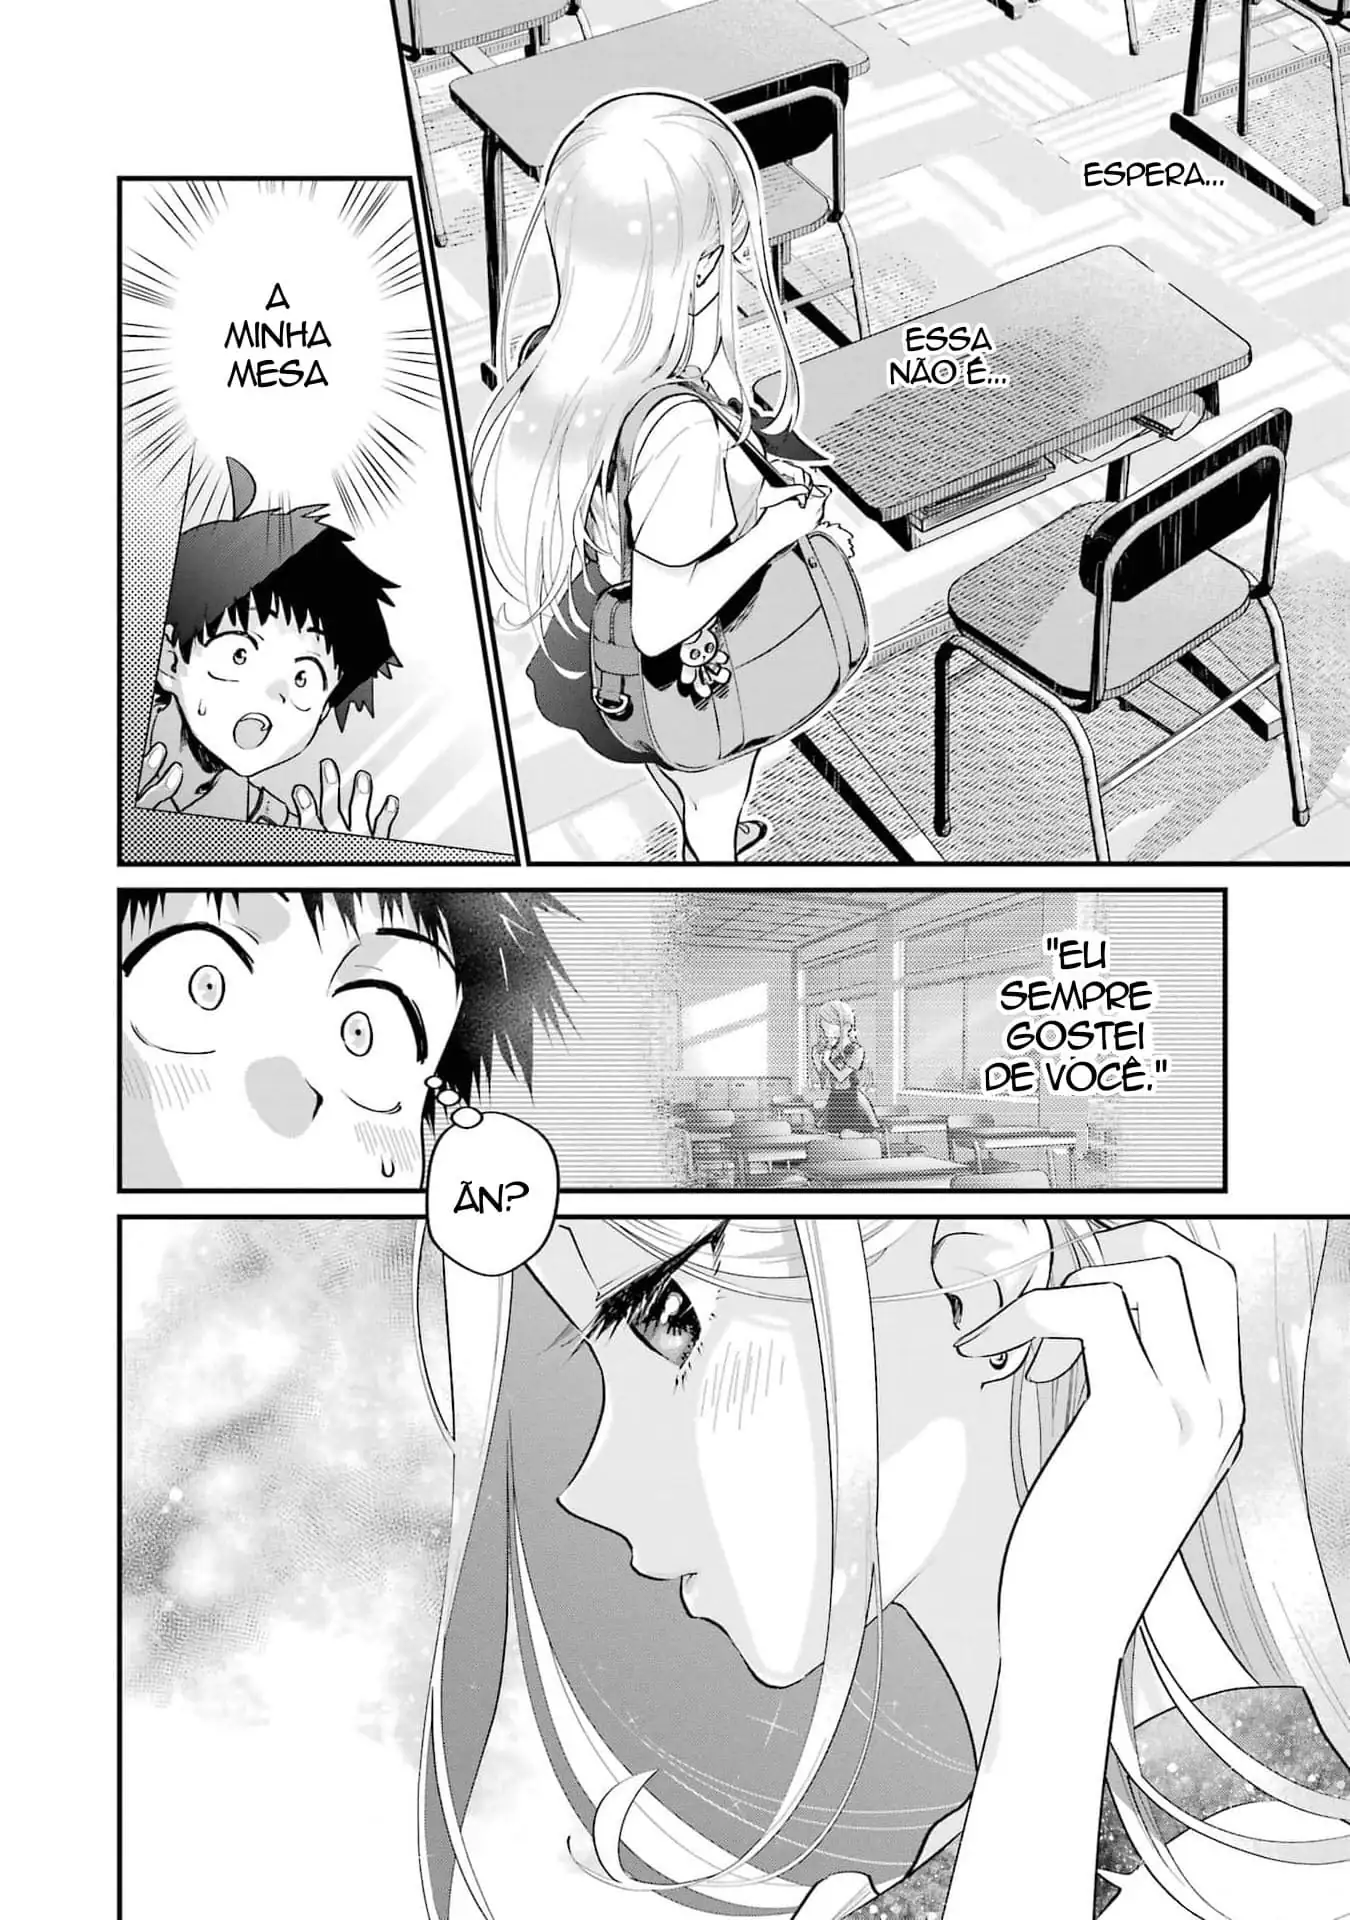 ESPERA...
ESSA
NÃO É...
A
MINHA
MESA
"EU
SEMPRE
GOSTEI
DE VOCÊ."
ÃN?